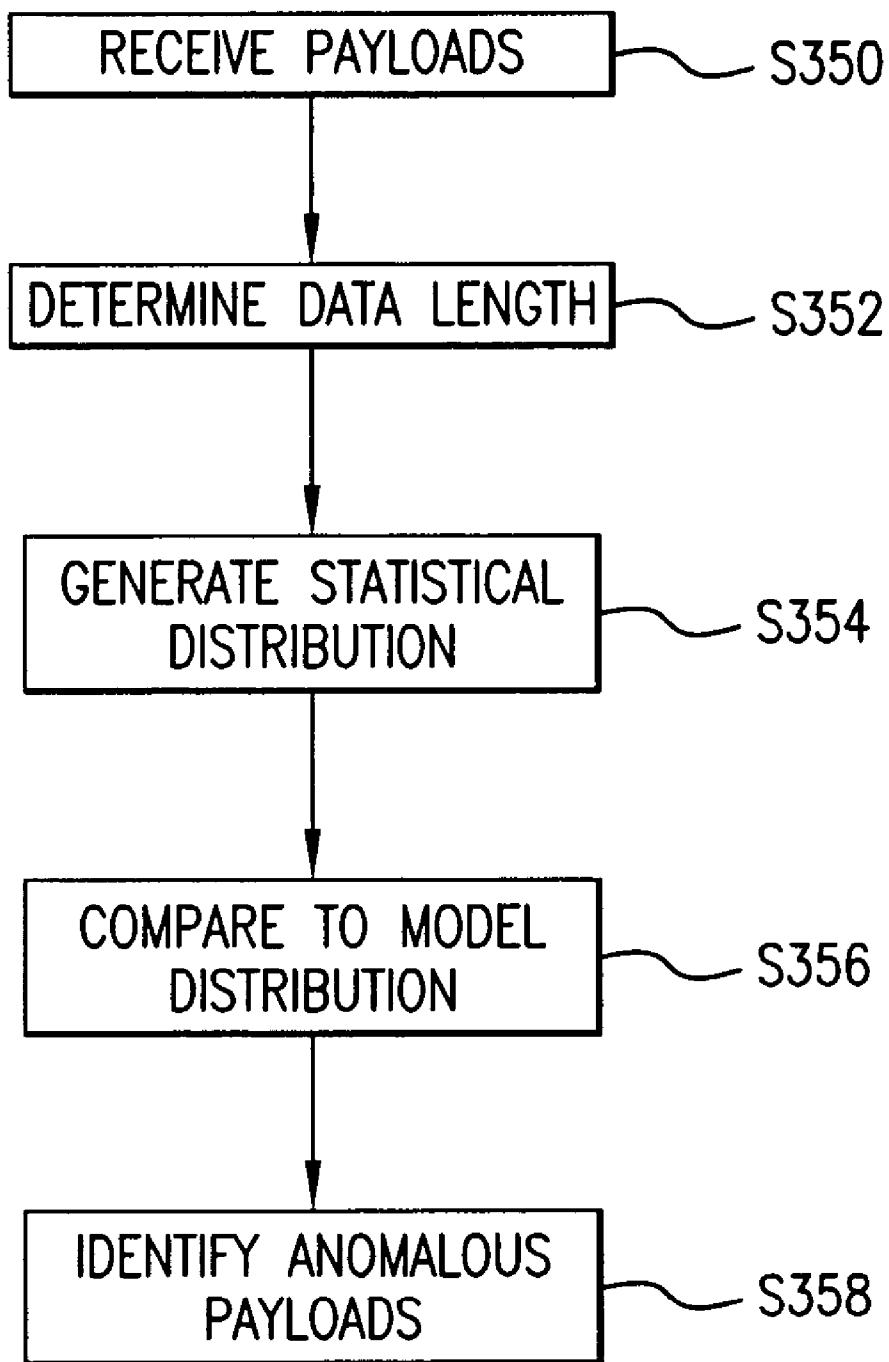 RECEIVE PAYLOADS
S350
DETERMINE DATA LENGTH
S352
GENERATE STATISTICAL
DISTRIBUTION
S354
COMPARE TO MODEL
DISTRIBUTION
S356
IDENTIFY ANOMALOUS
PAYLOADS
S358